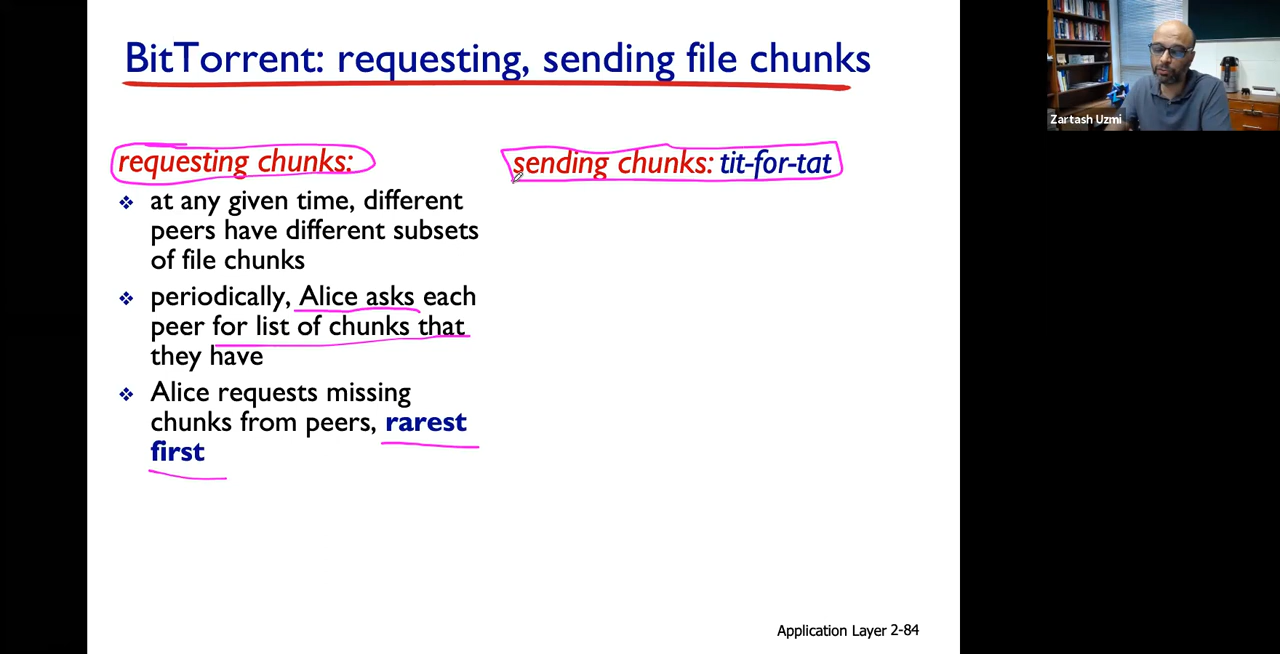 BitTorrent: requesting, sending file chunks
Zartash Uzmi
requesting chunks:
❖ at any given time, different
peers have different subsets
of file chunks
❖ periodically, Alice asks each
peer for list of chunks that
they have
❖ Alice requests missing
chunks from peers, rarest
first
sending chunks: tit-for-tat
Application Layer 2-84